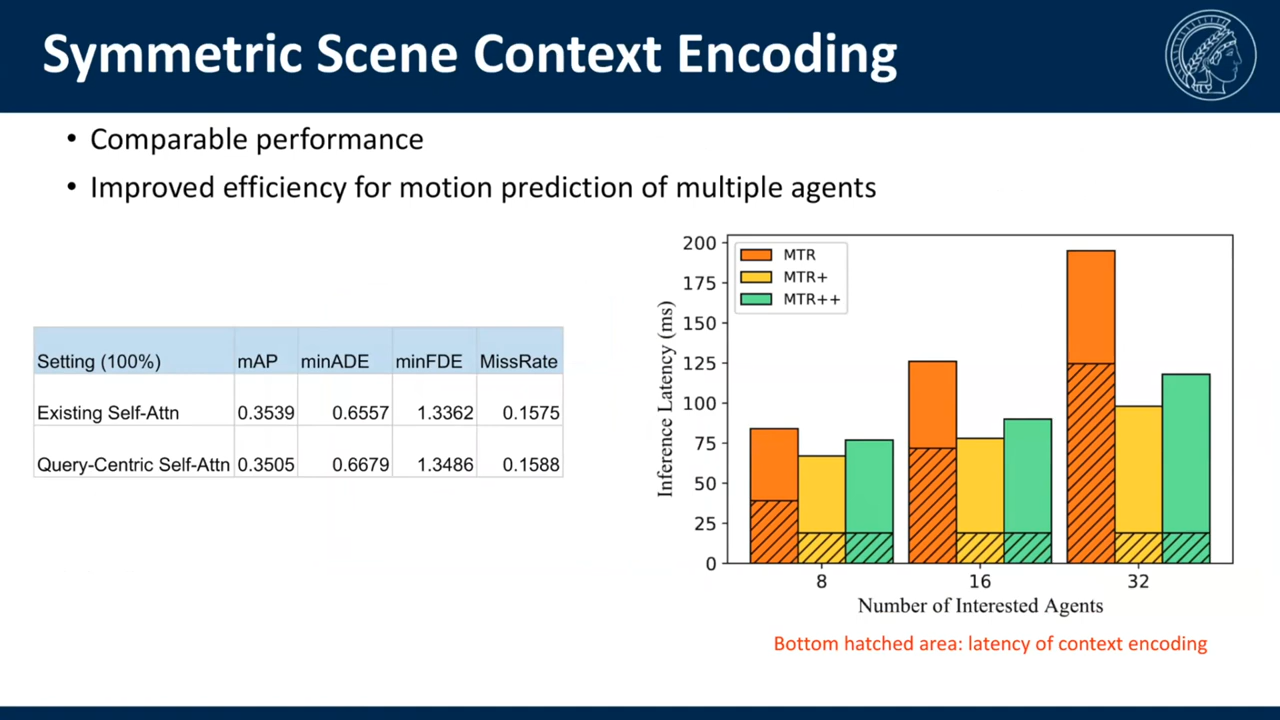 Symmetric Scene Context Encoding
• Comparable performance
• Improved efficiency for motion prediction of multiple agents
Setting (100%) mAP minADE minFDE MissRate
Existing Self-Attn 0.3539 0.6557 1.3362 0.1575
Query-Centric Self-Attn 0.3505 0.6679 1.3486 0.1588
Inference Latency (ms)
200
175
150
125
100
75
50
25
0
MTR
MTR+
MTR++
8 16 32
Number of Interested Agents
Bottom hatched area: latency of context encoding